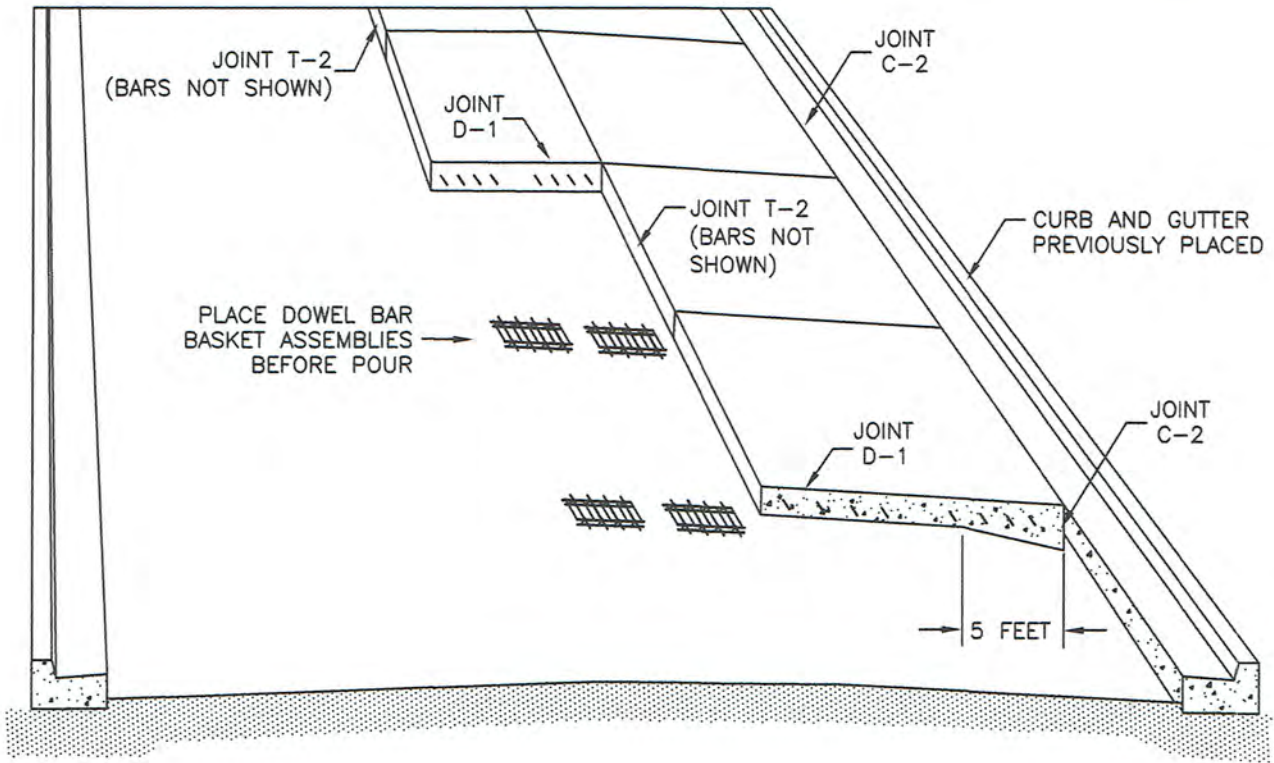 JOINT T-2
(BARS NOT SHOWN)
JOINT
D-1
JOINT
C-2
JOINT T-2
(BARS NOT
SHOWN)
CURB AND GUTTER
PREVIOUSLY PLACED
PLACE DOWEL BAR
BASKET ASSEMBLIES
BEFORE POUR
JOINT
D-1
JOINT
C-2
5 FEET